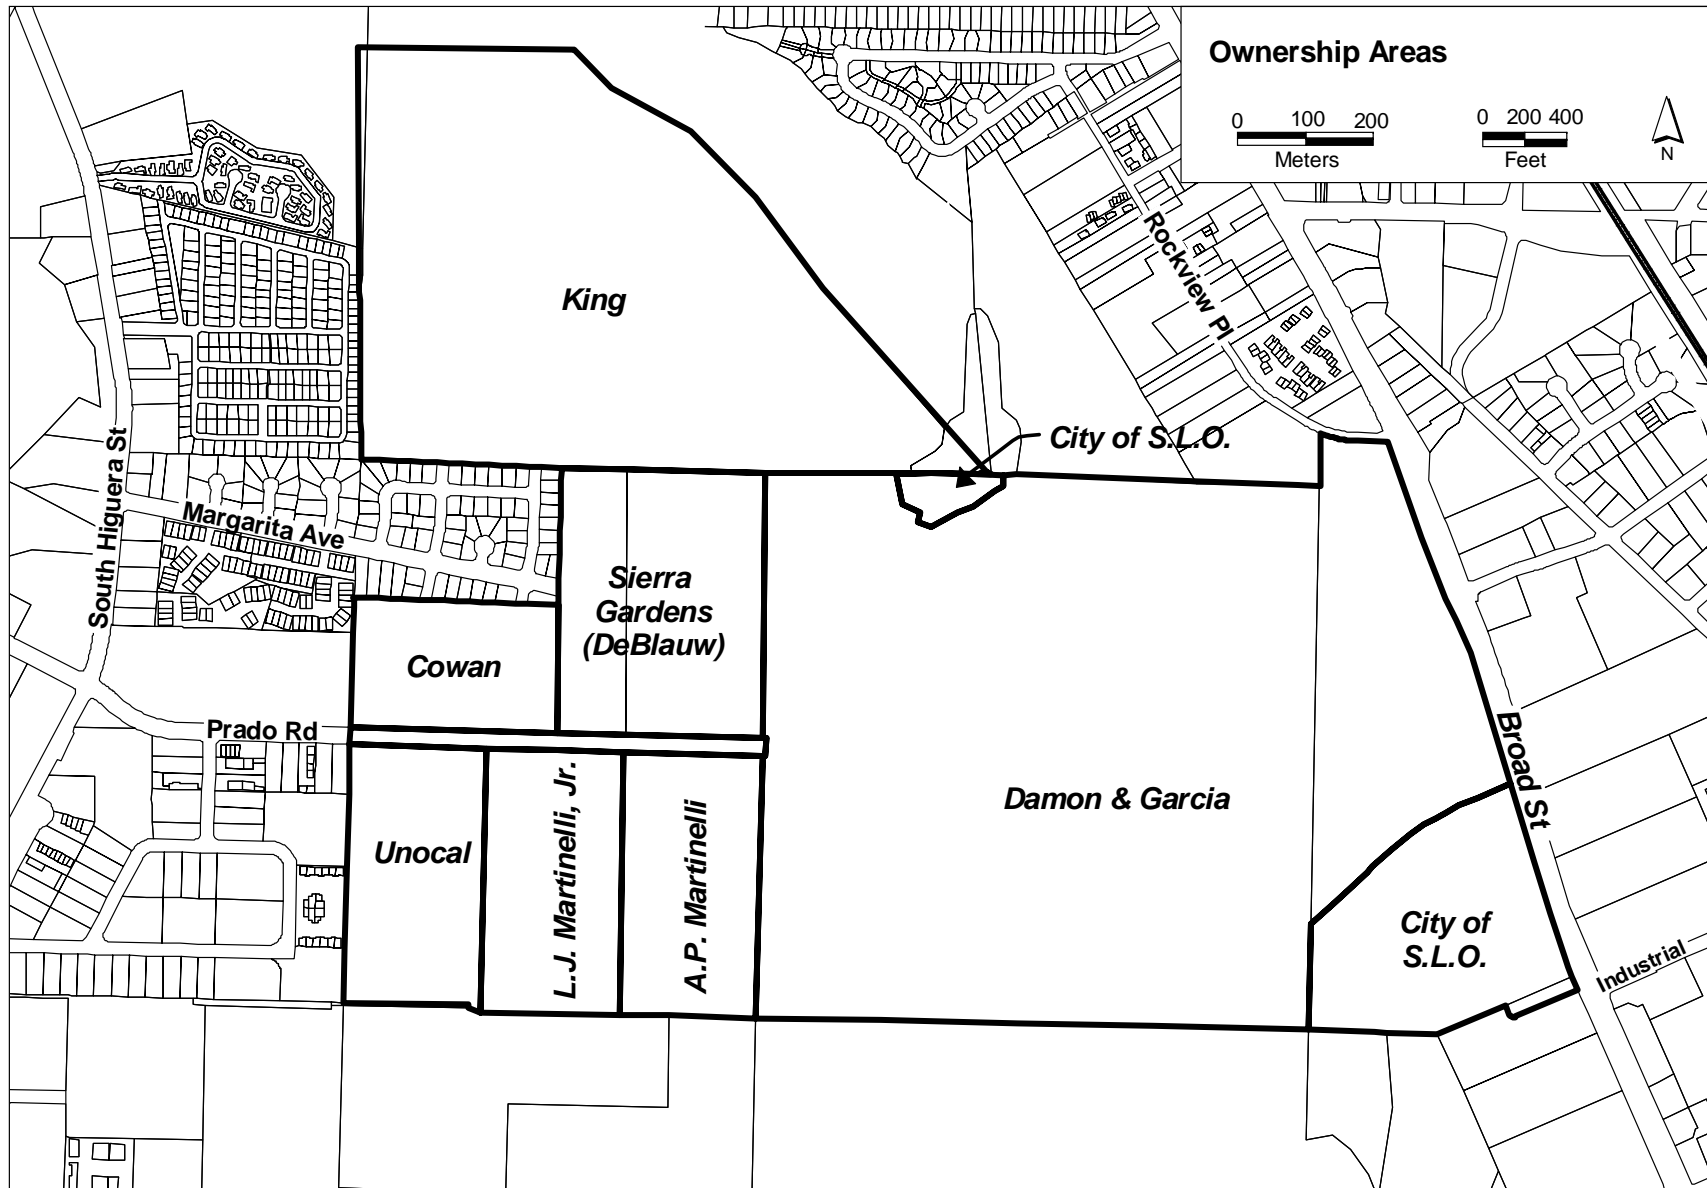 Ownership Areas
0 100 200
Meters
0 200 400
Feet
N
Rockview Pl
King
City of S.L.O.
South Higuera St
Margarita Ave
Sierra
Gardens
(DeBlauw)
Cowan
Prado Rd
Broad St
Damon & Garcia
Unocal
L.J. Martinelli, Jr.
A.P. Martinelli
City of
S.L.O.
Industrial